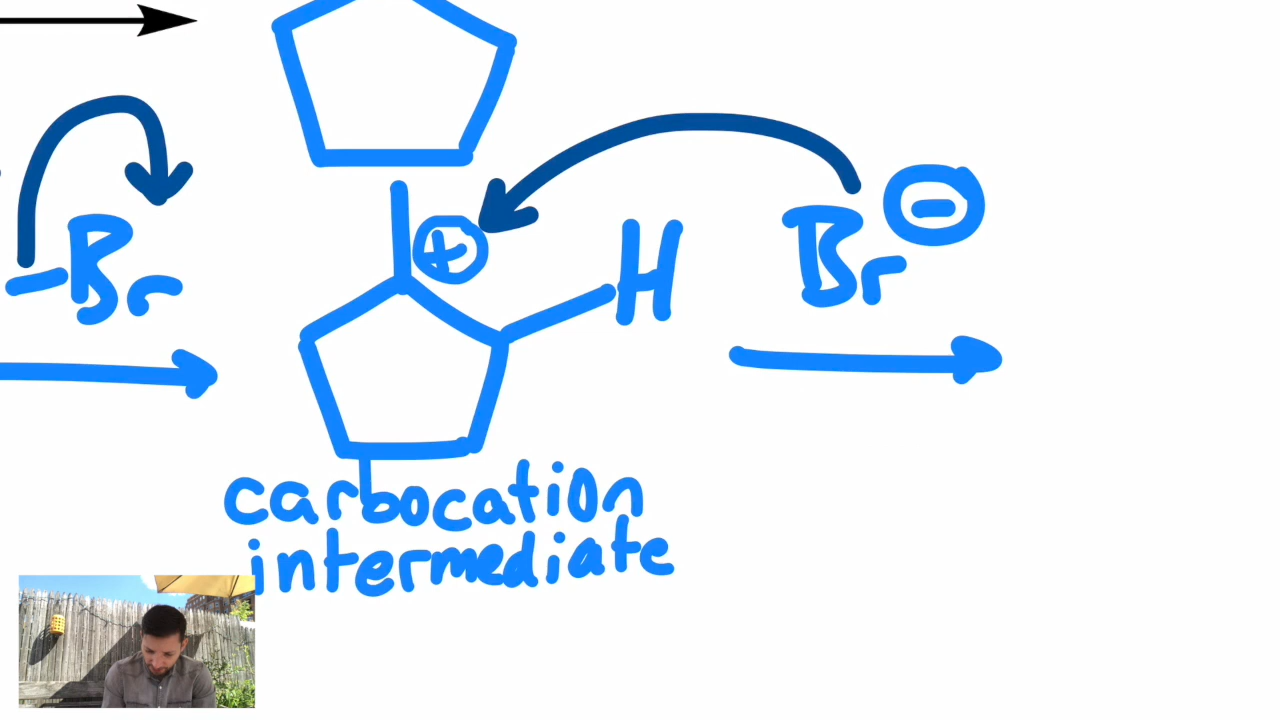 -Br
⊕
H
Br⊖
carbocation
intermediate